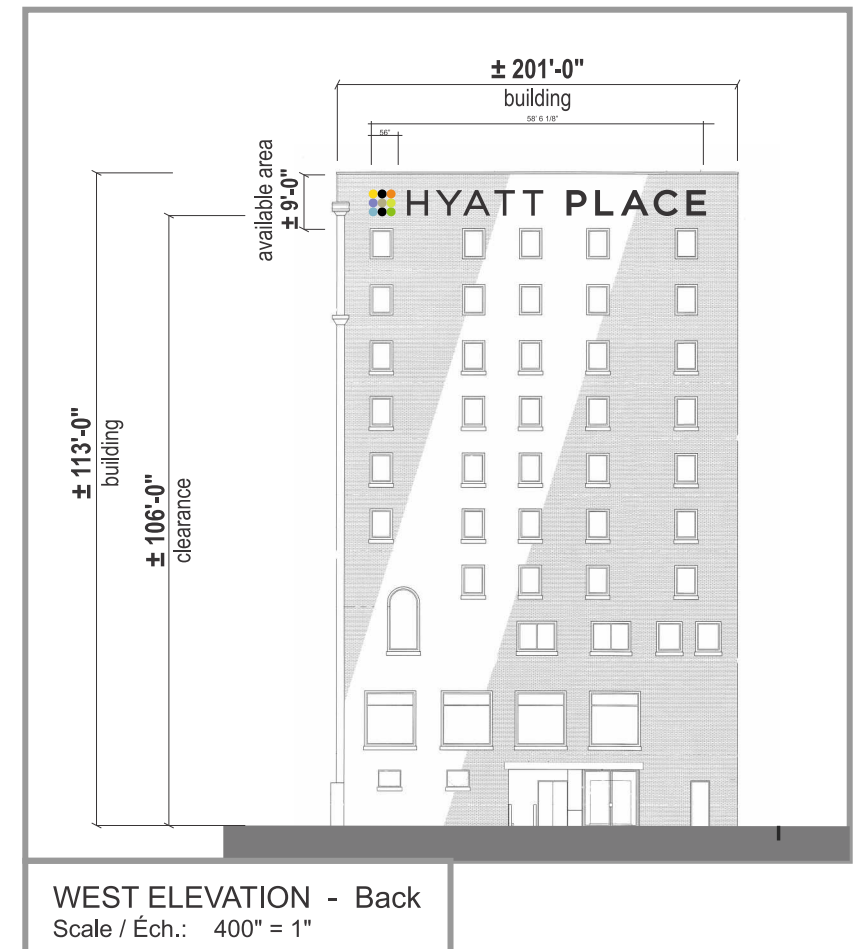 ± 201'-0"
building
58' 6 1/8"
56"
available area
± 9'-0"
HYATT PLACE
± 113'-0"
building
± 106'-0"
clearance
WEST ELEVATION - Back
Scale / Éch.: 400" = 1"